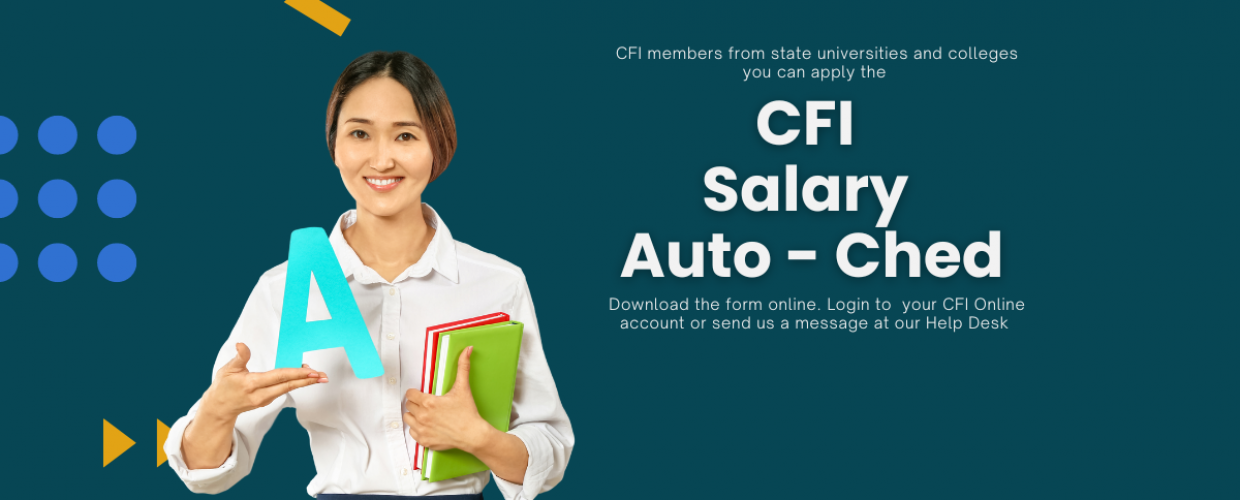 A
CFI members from state universities and colleges
you can apply the
CFI
Salary
Auto - Ched
Download the form online. Login to your CFI Online
account or send us a message at our Help Desk